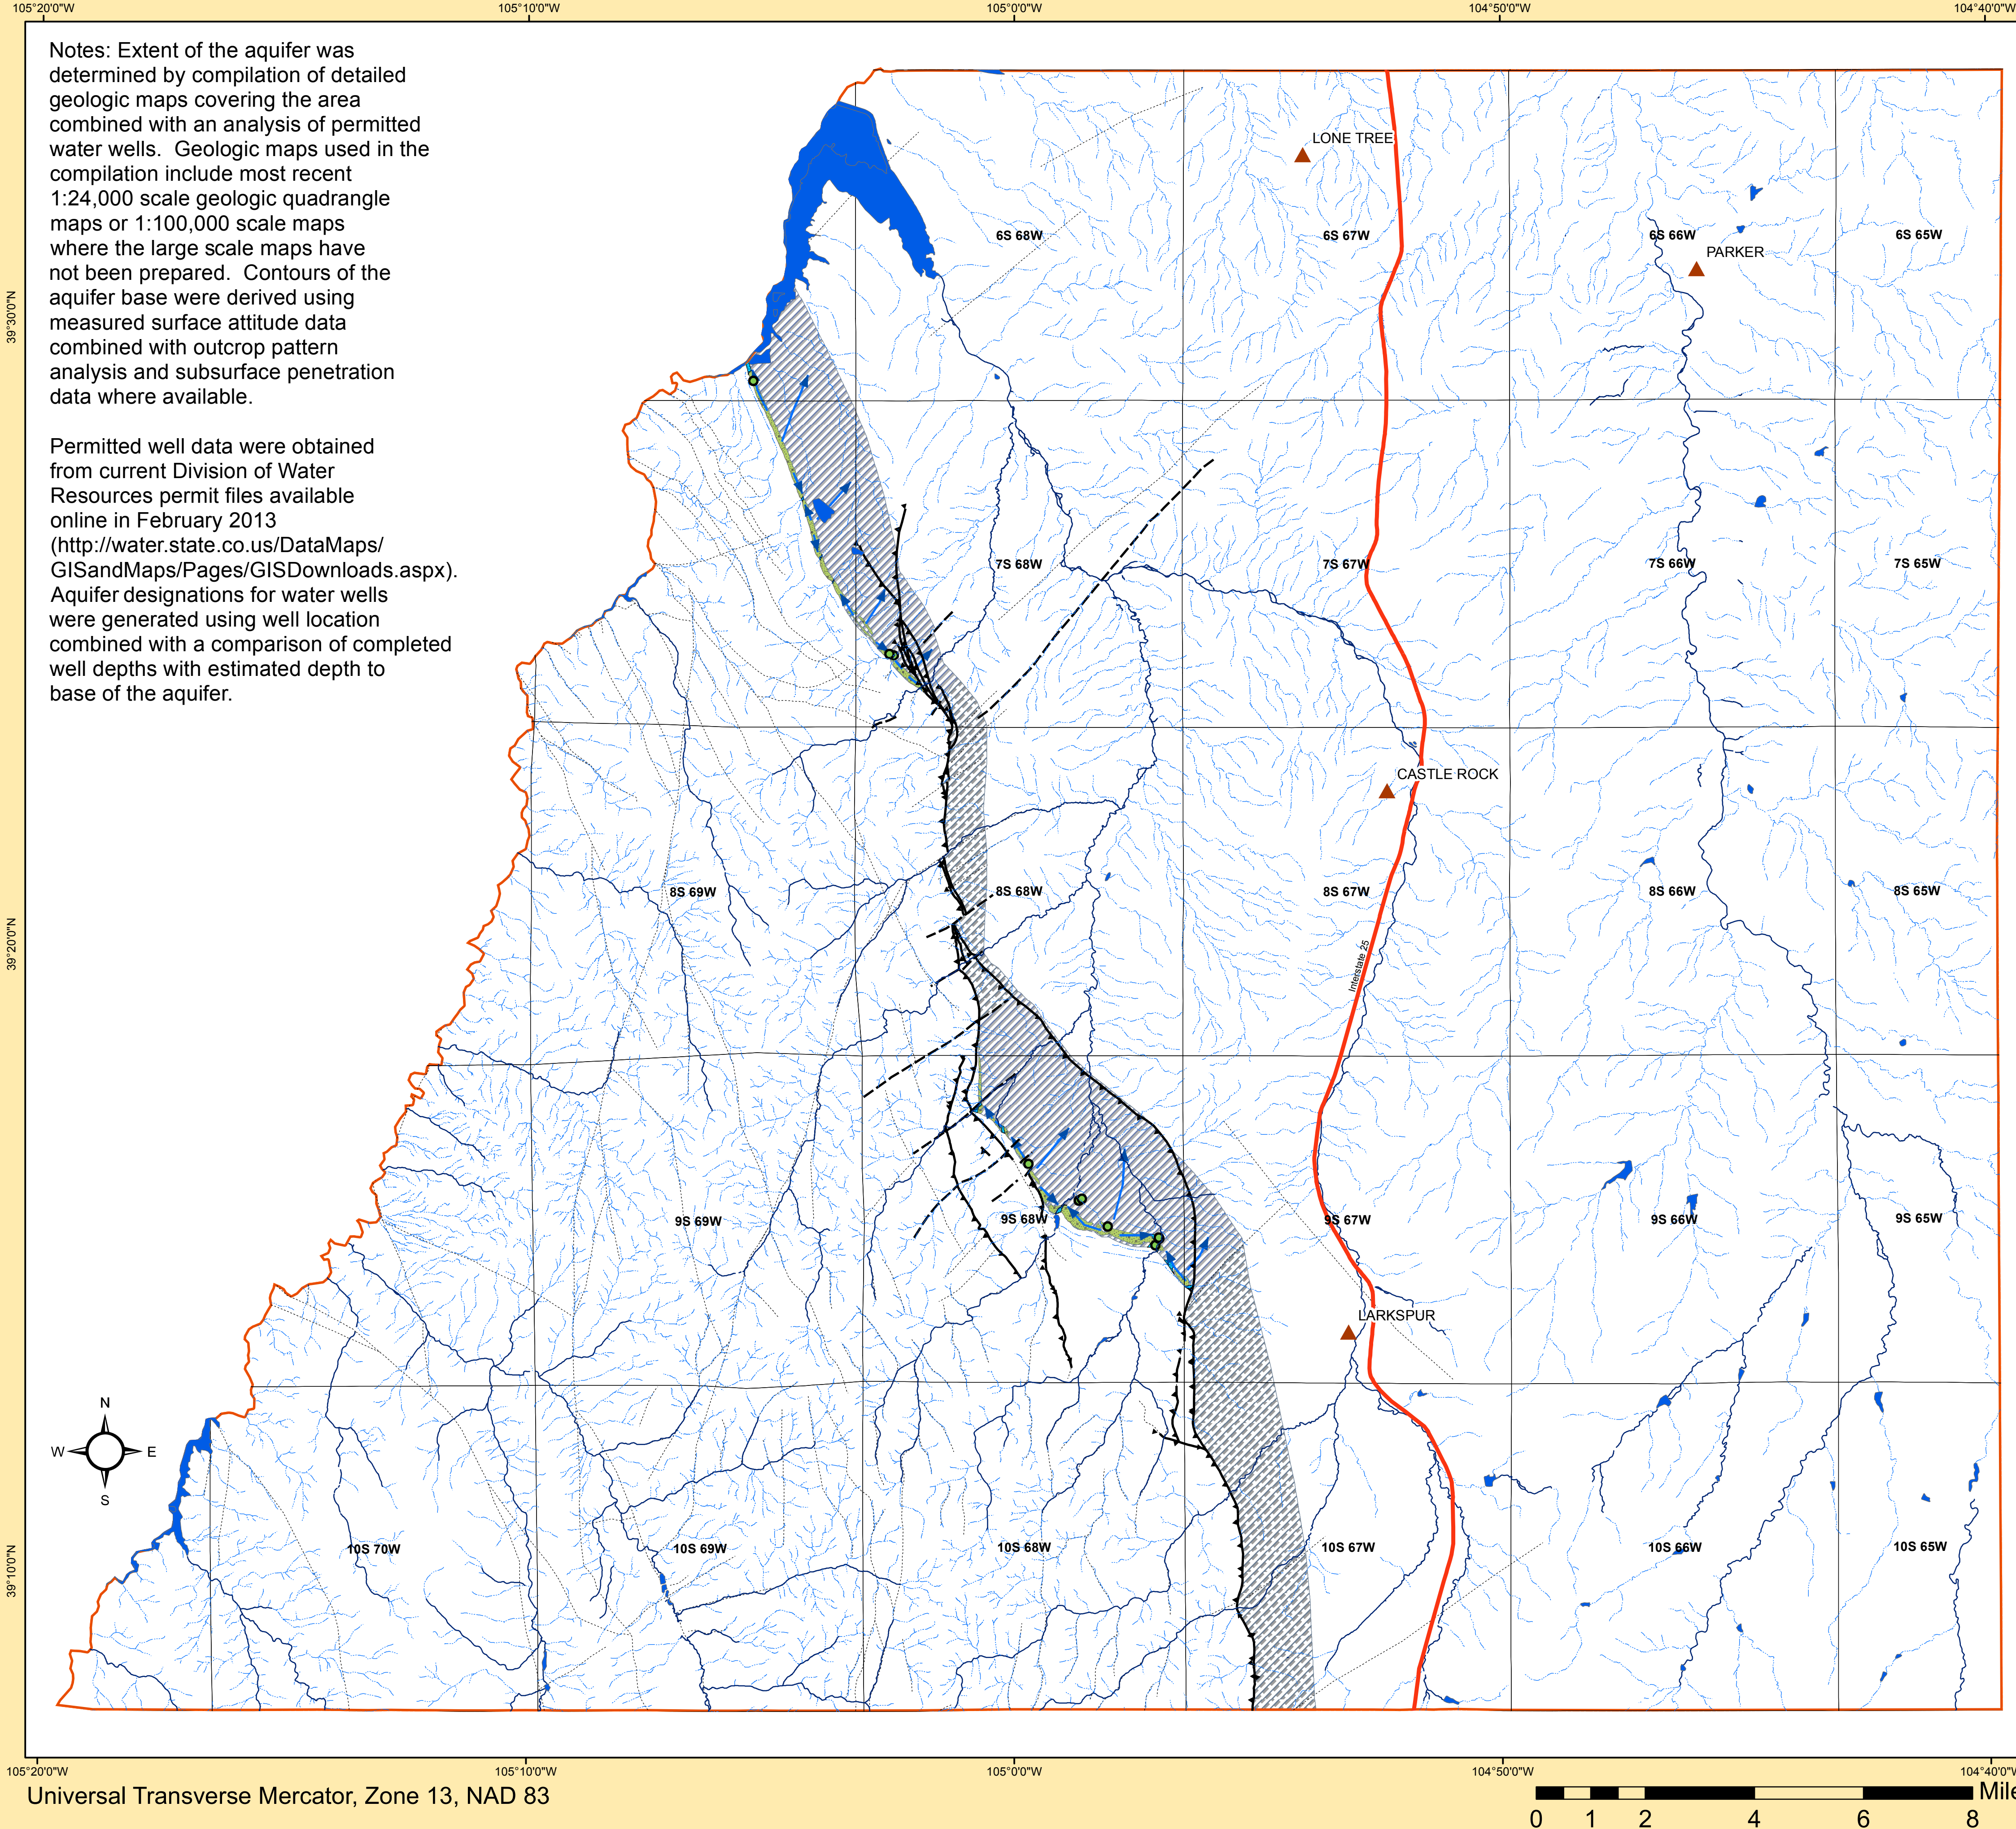 105°20'0"W
105°10'0"W
105°0'0"W
104°50'0"W
104°40'0"W
Notes: Extent of the aquifer was
determined by compilation of detailed
geologic maps covering the area
combined with an analysis of permitted
water wells. Geologic maps used in the
compilation include most recent
1:24,000 scale geologic quadrangle
maps or 1:100,000 scale maps
where the large scale maps have
not been prepared. Contours of the
aquifer base were derived using
measured surface attitude data
combined with outcrop pattern
analysis and subsurface penetration
data where available.
Permitted well data were obtained
from current Division of Water
Resources permit files available
online in February 2013
(http://water.state.co.us/DataMaps/
GISandMaps/Pages/GISDownloads.aspx).
Aquifer designations for water wells
were generated using well location
combined with a comparison of completed
well depths with estimated depth to
base of the aquifer.
LONE TREE
6S 68W
6S 67W
6S 66W
6S 65W
PARKER
39°30'0"N
7S 68W
7S 67W
7S 66W
7S 65W
CASTLE ROCK
8S 69W
8S 68W
8S 67W
8S 66W
8S 65W
39°20'0"N
Interstate 25
9S 69W
9S 68W
9S 67W
9S 66W
9S 65W
LARKSPUR
N
W
E
S
10S 70W
10S 69W
10S 68W
10S 67W
10S 66W
10S 65W
39°10'0"N
105°20'0"W
105°10'0"W
105°0'0"W
104°50'0"W
104°40'0"W
Universal Transverse Mercator, Zone 13, NAD 83
Mile
0 1 2 4 6 8